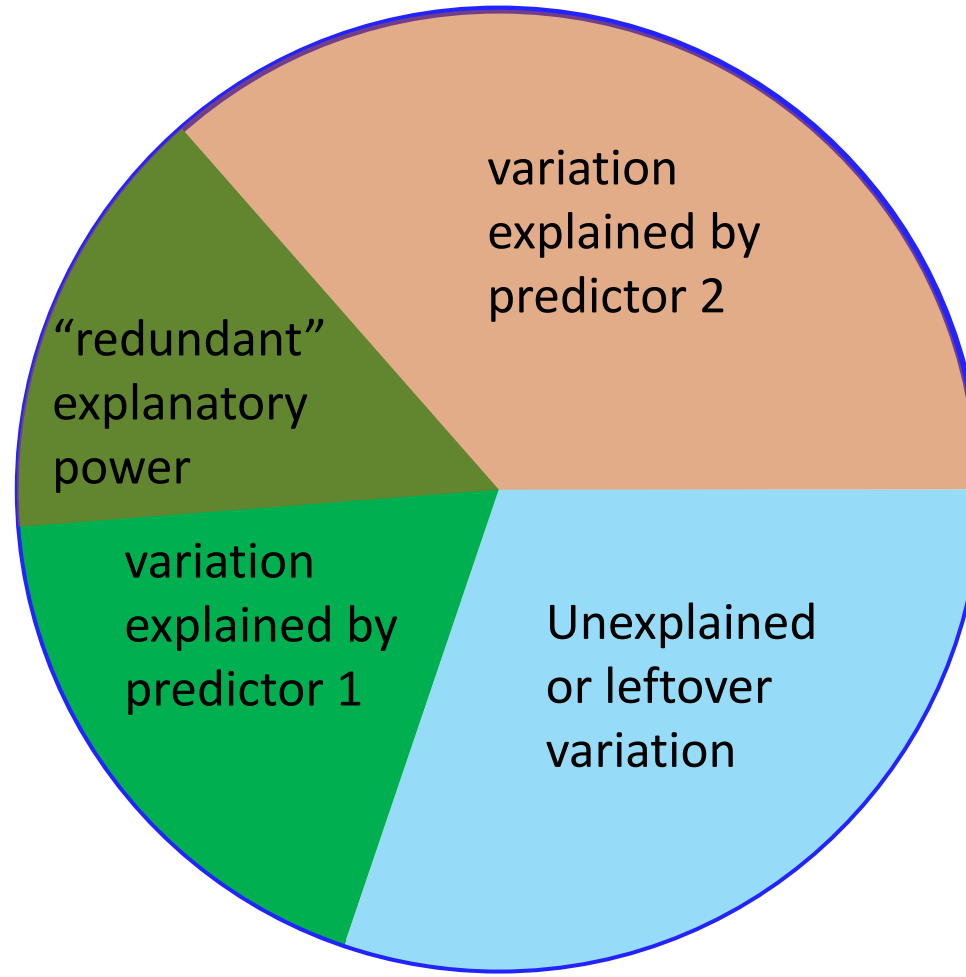 variation
explained by
predictor 2
“redundant”
explanatory
power
variation
explained by
predictor 1
Unexplained
or leftover
variation